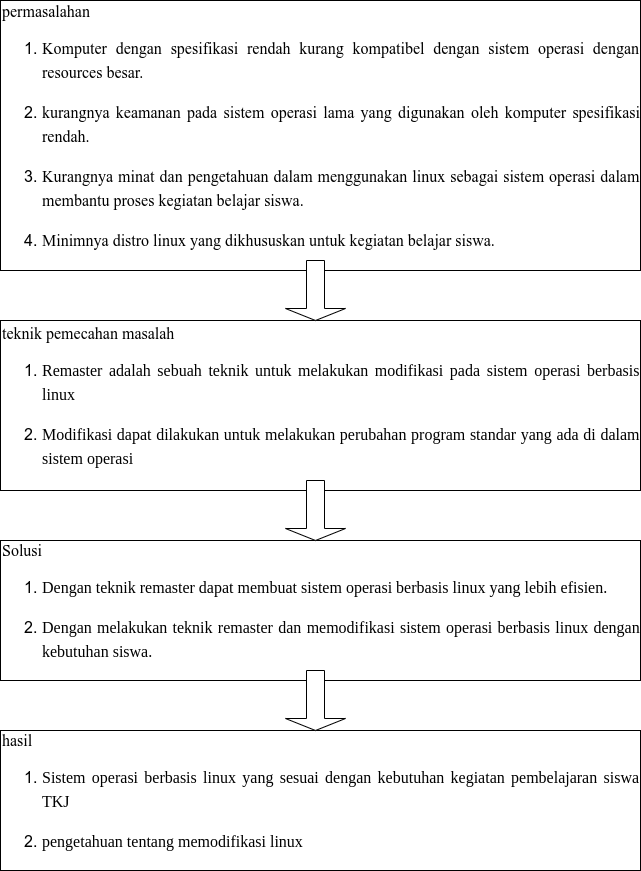 permasalahan
1. Komputer dengan spesifikasi rendah kurang kompatibel dengan sistem operasi dengan
resources besar.
2. kurangnya keamanan pada sistem operasi lama yang digunakan oleh komputer spesifikasi
rendah.
3. Kurangnya minat dan pengetahuan dalam menggunakan linux sebagai sistem operasi dalam
membantu proses kegiatan belajar siswa.
4. Minimnya distro linux yang dikhususkan untuk kegiatan belajar siswa.
teknik pemecahan masalah
1. Remaster adalah sebuah teknik untuk melakukan modifikasi pada sistem operasi berbasis
linux
2. Modifikasi dapat dilakukan untuk melakukan perubahan program standar yang ada di dalam
sistem operasi
Solusi
1. Dengan teknik remaster dapat membuat sistem operasi berbasis linux yang lebih efisien.
2. Dengan melakukan teknik remaster dan memodifikasi sistem operasi berbasis linux dengan
kebutuhan siswa.
hasil
1. Sistem operasi berbasis linux yang sesuai dengan kebutuhan kegiatan pembelajaran siswa
TKJ
2. pengetahuan tentang memodifikasi linux